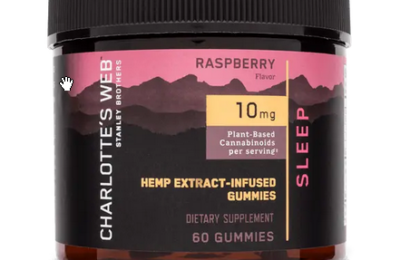 CHARLOTTE'S WEB
STANLEY BROTHERS
RASPBERRY
Flavor
10mg
Plant-Based
Cannabinoids
per serving‡
HEMP EXTRACT-INFUSED
GUMMIES
DIETARY SUPPLEMENT
60 GUMMIES
SLEEP